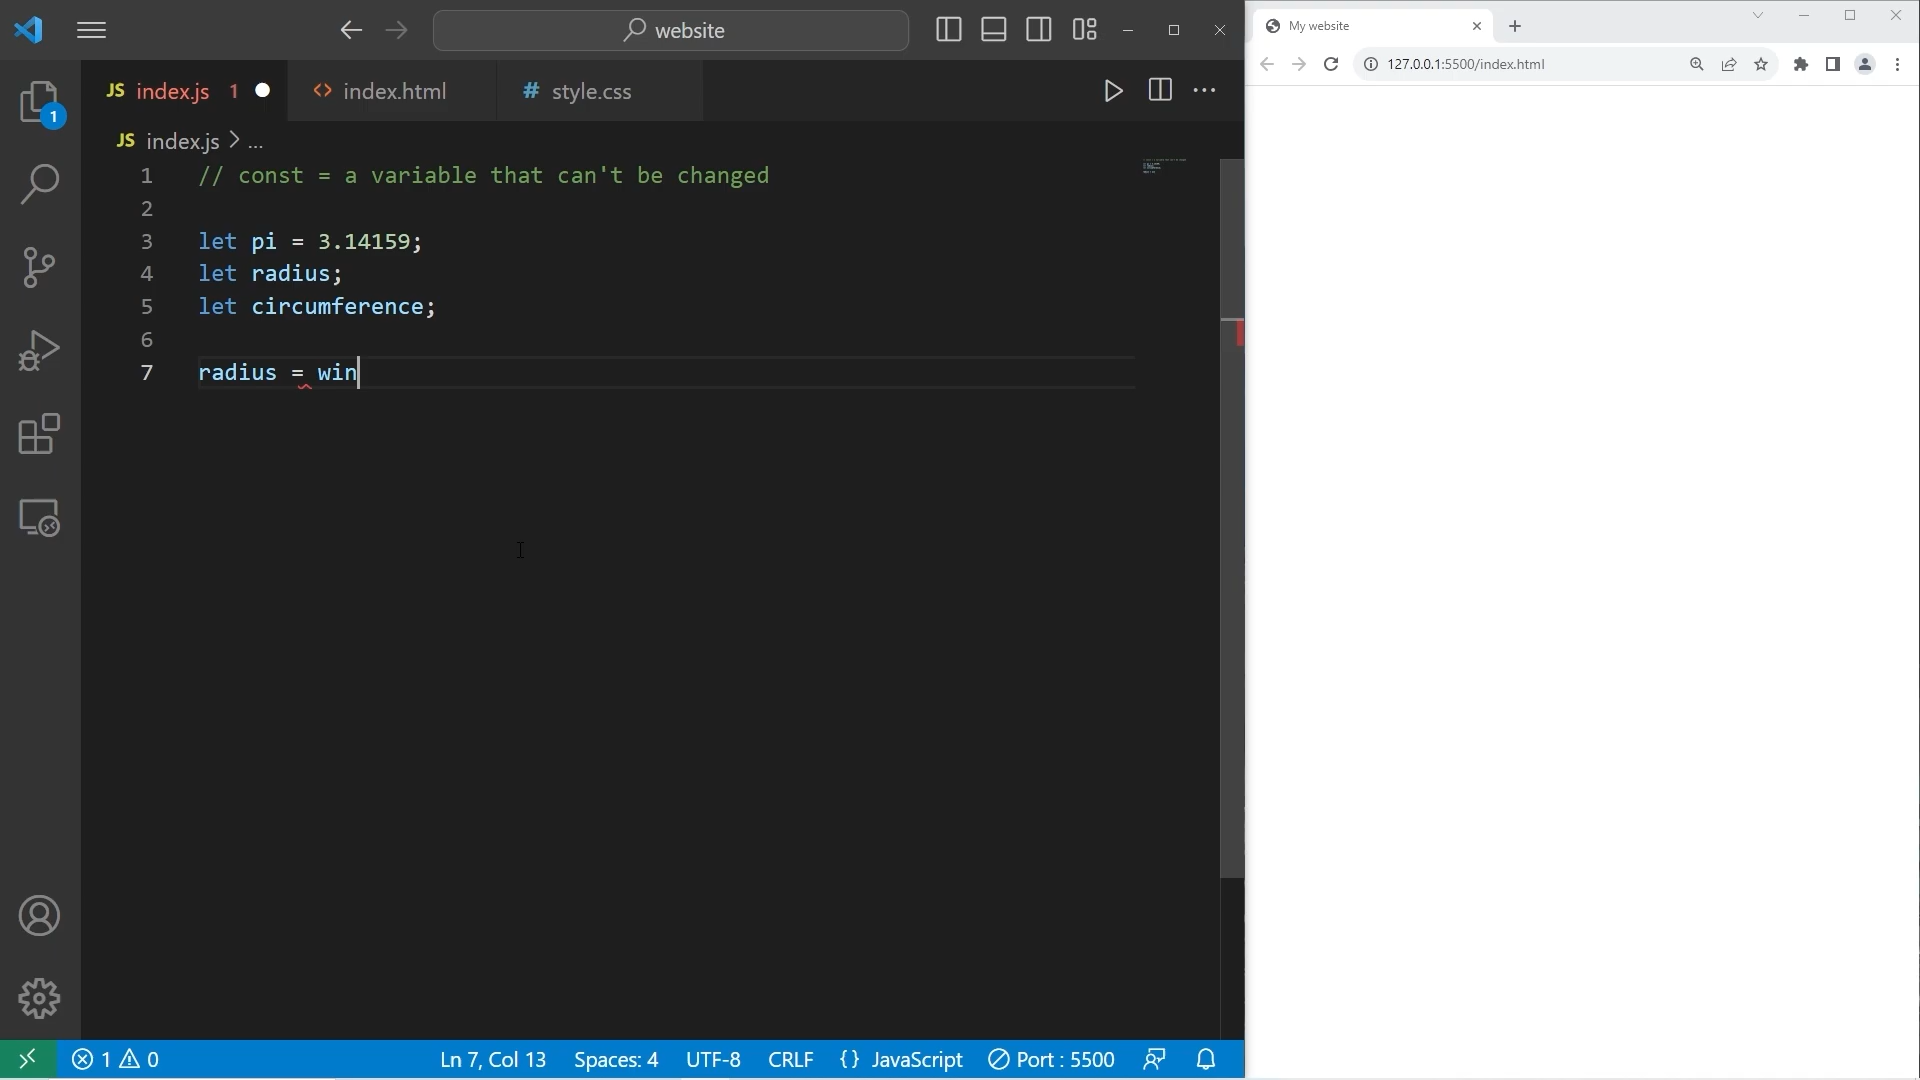 website
My website
127.0.0.1:5500/index.html
JS index.js 1
<> index.html
# style.css
JS index.js > ...
1
1 // const = a variable that can't be changed
2
3 let pi = 3.14159;
4 let radius;
5 let circumference;
6
7 radius = win
1 0
Ln 7, Col 13
Spaces: 4
UTF-8
CRLF
{} JavaScript
Port : 5500